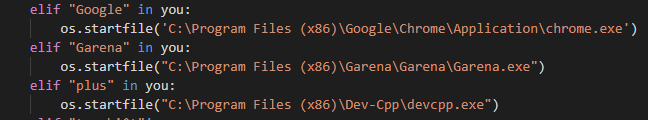 elif "Google" in you:
os.startfile('C:\Program Files (x86)\Google\Chrome\Application\chrome.exe')
elif "Garena" in you:
os.startfile("C:\Program Files (x86)\Garena\Garena\Garena.exe")
elif "plus" in you:
os.startfile("C:\Program Files (x86)\Dev-Cpp\devcpp.exe")